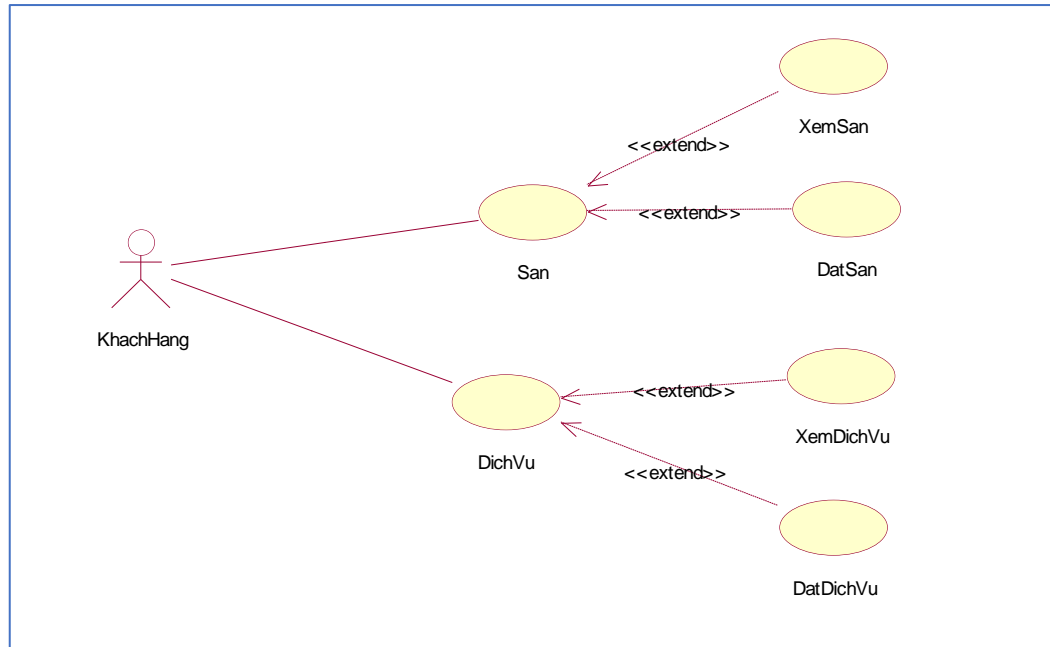 XemSan
<<extend>>
<<extend>>
DatSan
San
KhachHang
<<extend>>
XemDichVu
DichVu
<<extend>>
DatDichVu